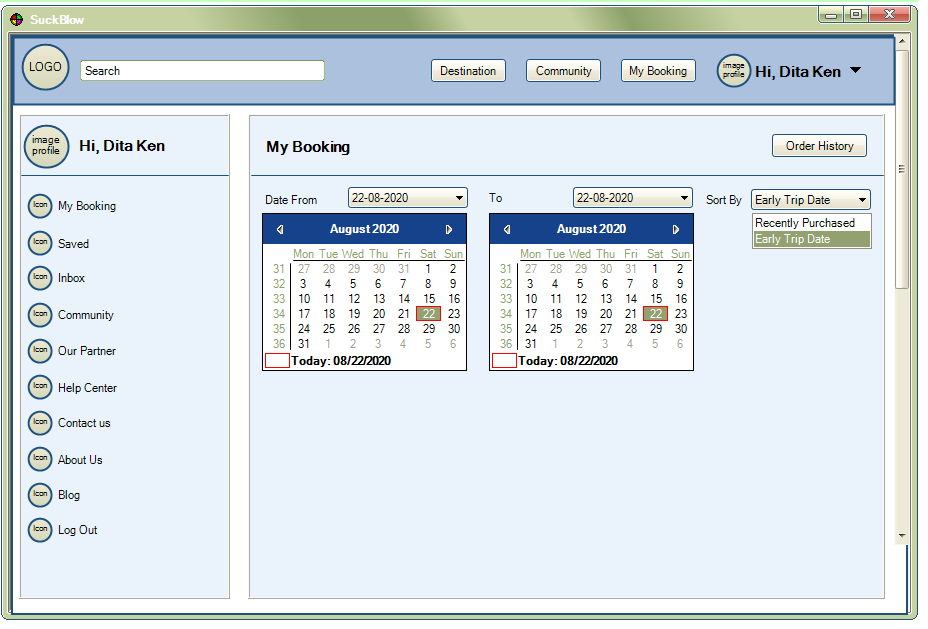 SuckBlow
LOGO
Search
Destination
Community
My Booking
image profile
Hi, Dita Ken
image profile
Hi, Dita Ken
Icon My Booking
Icon Saved
Icon Inbox
Icon Community
Icon Our Partner
Icon Help Center
Icon Contact us
Icon About Us
Icon Blog
Icon Log Out
My Booking
Order History
Date From 22-08-2020
August 2020
Mon Tue Wed Thu Fri Sat Sun
31 27 28 29 30 31 1 2
32 3 4 5 6 7 8 9
33 10 11 12 13 14 15 16
34 17 18 19 20 21 22 23
35 24 25 26 27 28 29 30
36 31 1 2 3 4 5 6
Today: 08/22/2020
To 22-08-2020
August 2020
Mon Tue Wed Thu Fri Sat Sun
31 27 28 29 30 31 1 2
32 3 4 5 6 7 8 9
33 10 11 12 13 14 15 16
34 17 18 19 20 21 22 23
35 24 25 26 27 28 29 30
36 31 1 2 3 4 5 6
Today: 08/22/2020
Sort By Early Trip Date
Recently Purchased
Early Trip Date